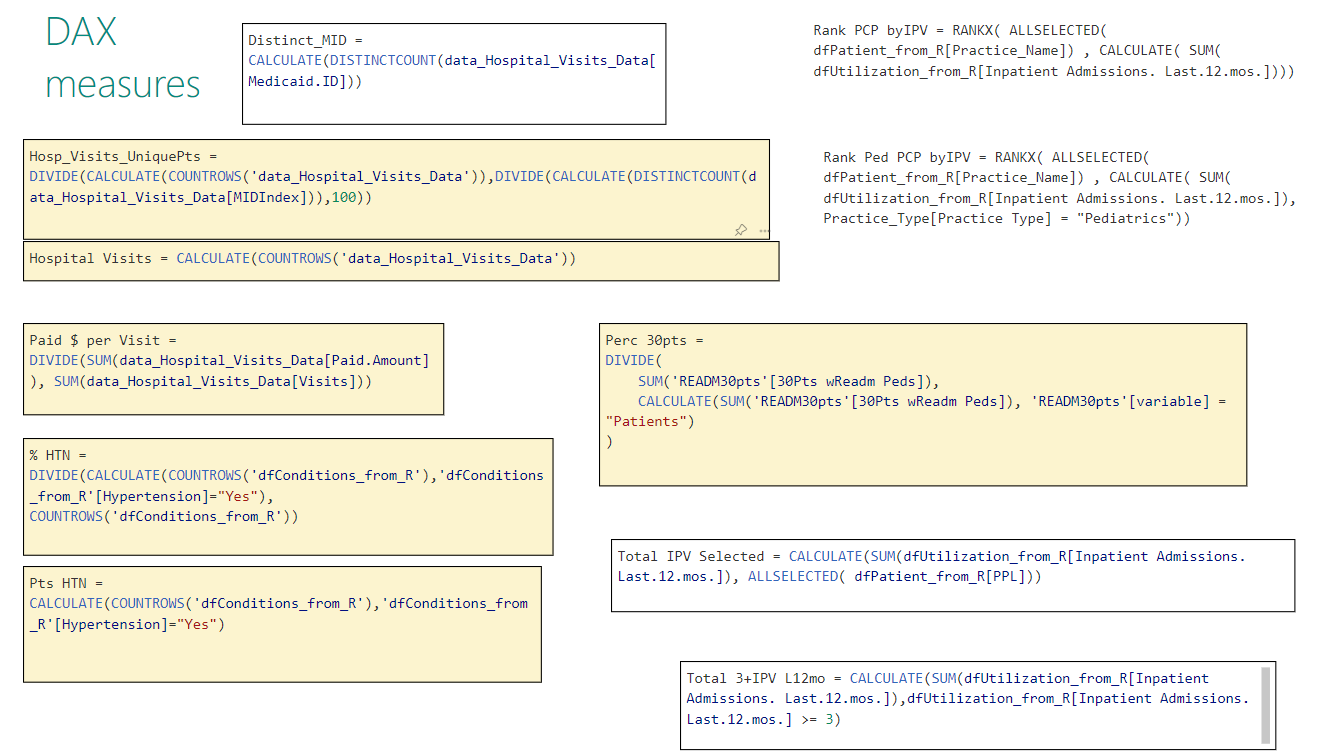 DAX
measures
Distinct_MID =
CALCULATE(DISTINCTCOUNT(data_Hospital_Visits_Data[
Medicaid.ID]))
Rank PCP byIPV = RANKX( ALLSELECTED(
dfPatient_from_R[Practice_Name]) , CALCULATE( SUM(
dfUtilization_from_R[Inpatient Admissions. Last.12.mos.])))
Hosp_Visits_UniquePts =
DIVIDE(CALCULATE(COUNTROWS('data_Hospital_Visits_Data')),DIVIDE(CALCULATE(DISTINCTCOUNT(d
ata_Hospital_Visits_Data[MIDIndex])),100))
Rank Ped PCP byIPV = RANKX( ALLSELECTED(
dfPatient_from_R[Practice_Name]) , CALCULATE( SUM(
dfUtilization_from_R[Inpatient Admissions. Last.12.mos.]),
Practice_Type[Practice Type] = "Pediatrics"))
Hospital Visits = CALCULATE(COUNTROWS('data_Hospital_Visits_Data'))
Paid $ per Visit =
DIVIDE(SUM(data_Hospital_Visits_Data[Paid.Amount]
), SUM(data_Hospital_Visits_Data[Visits]))
Perc 30pts =
DIVIDE(
SUM('READM30pts'[30Pts wReadm Peds]),
CALCULATE(SUM('READM30pts'[30Pts wReadm Peds]), 'READM30pts'[variable] =
"Patients")
)
% HTN =
DIVIDE(CALCULATE(COUNTROWS('dfConditions_from_R'),'dfConditions
_from_R'[Hypertension]="Yes"),
COUNTROWS('dfConditions_from_R'))
Total IPV Selected = CALCULATE(SUM(dfUtilization_from_R[Inpatient Admissions.
Last.12.mos.]), ALLSELECTED( dfPatient_from_R[PPL]))
Pts HTN =
CALCULATE(COUNTROWS('dfConditions_from_R'),'dfConditions_from
_R'[Hypertension]="Yes")
Total 3+IPV L12mo = CALCULATE(SUM(dfUtilization_from_R[Inpatient
Admissions. Last.12.mos.]),dfUtilization_from_R[Inpatient Admissions.
Last.12.mos.] >= 3)